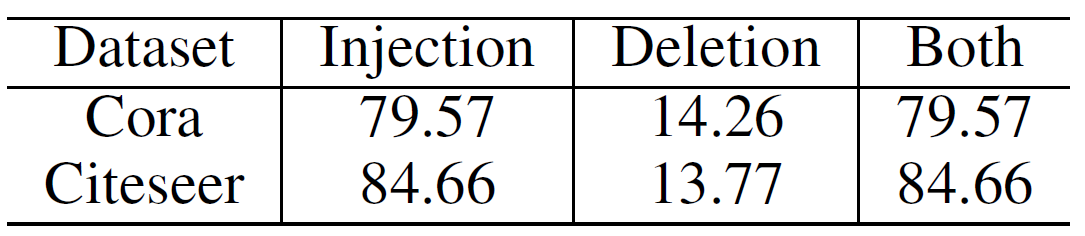 Dataset Injection Deletion Both
Cora 79.57 14.26 79.57
Citeseer 84.66 13.77 84.66